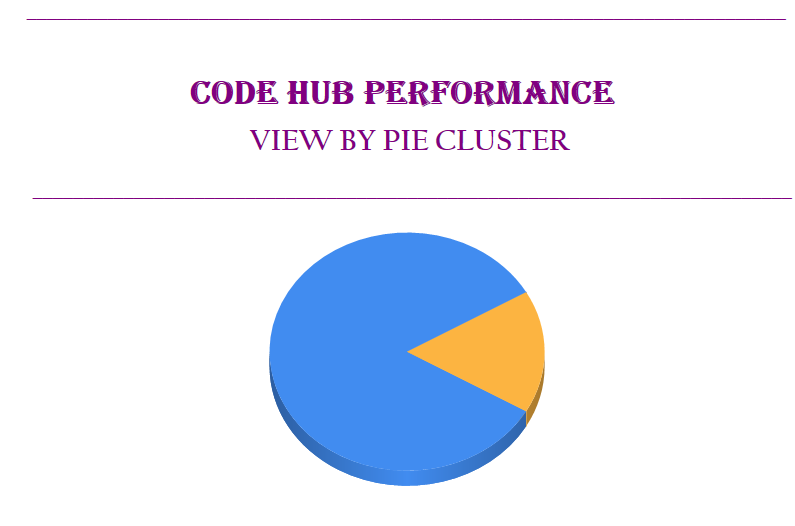 CODE HUB PERFORMANCE
VIEW BY PIE CLUSTER